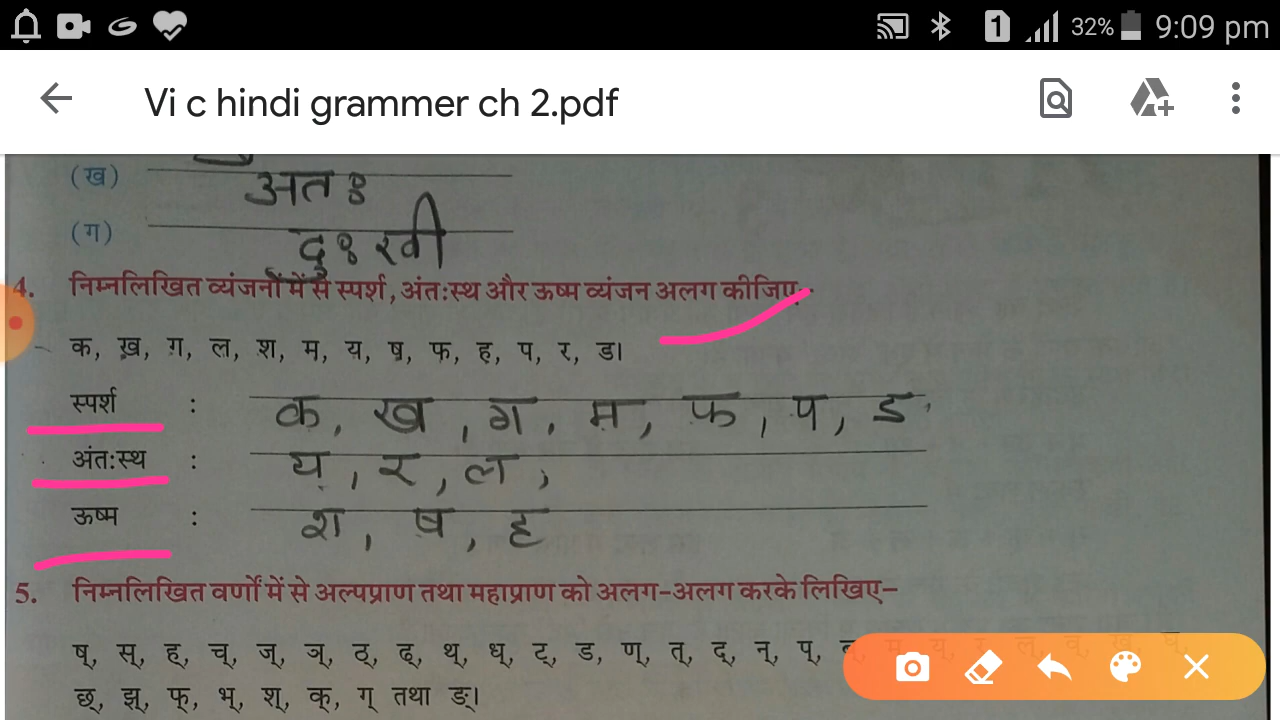 32% 9:09 pm
Vi c hindi grammer ch 2.pdf
(ख) अतः
(ग) दुःखी
4. निम्नलिखित व्यंजनों में से स्पर्श, अंतःस्थ और ऊष्म व्यंजन अलग कीजिए-
क, ख़, ग़, ल, श, म, य, ष, फ, ह, प, र, ड।
स्पर्श : क, ख, ग, म, फ, प, ड,
अंतःस्थ : य, र, ल,
ऊष्म : श, ष, ह
5. निम्नलिखित वर्णों में से अल्पप्राण तथा महाप्राण को अलग-अलग करके लिखिए–
ष्, स्, ह्, च्, ज्, ञ्, ठ्, ढ्, थ्, ध्, ट्, ड, ण्, त्, द्, न्, प्,
छ्, झ्, फ्, भ्, श्, क्, ग् तथा ङ्।